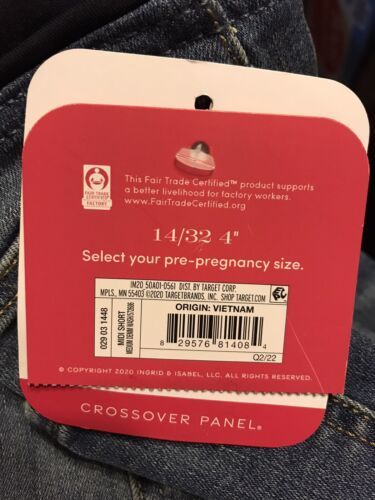 This Fair Trade Certified™ product supports
a better livelihood for factory workers.
www.FairTradeCertified.org
FAIR TRADE
CERTIFIED
FACTORY
14/32 4"
Select your pre-pregnancy size.
DIST. BY TARGET CORP.
MPLS., MN 55403 ©2020 TARGETBRANDS, INC. SHOP TARGET.COM
029 03 1448
MIDI SHORT
ORIGIN: VIETNAM
8 29576 81408 4
Q2/22
© COPYRIGHT 2020 INGRID & ISABEL, LLC. ALL RIGHTS RESERVED.
CROSSOVER PANEL®